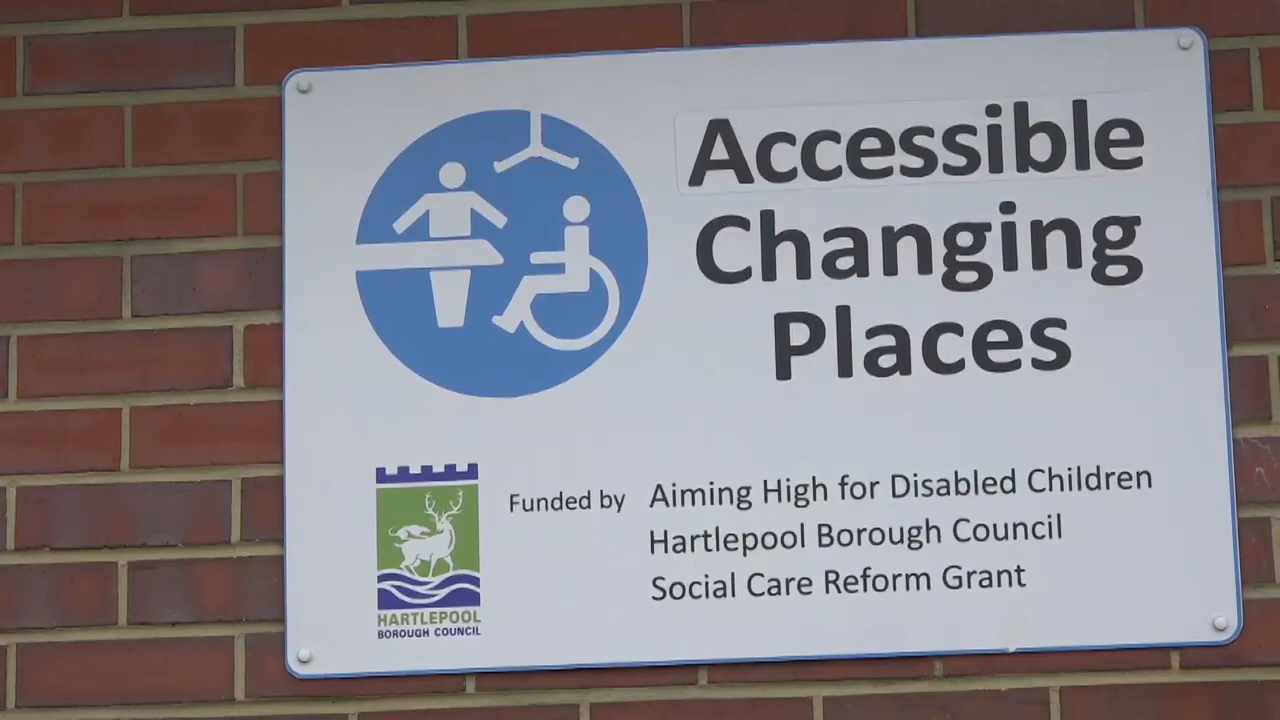 Accessible
Changing
Places
Funded by Aiming High for Disabled Children
Hartlepool Borough Council
Social Care Reform Grant
HARTLEPOOL
BOROUGH COUNCIL